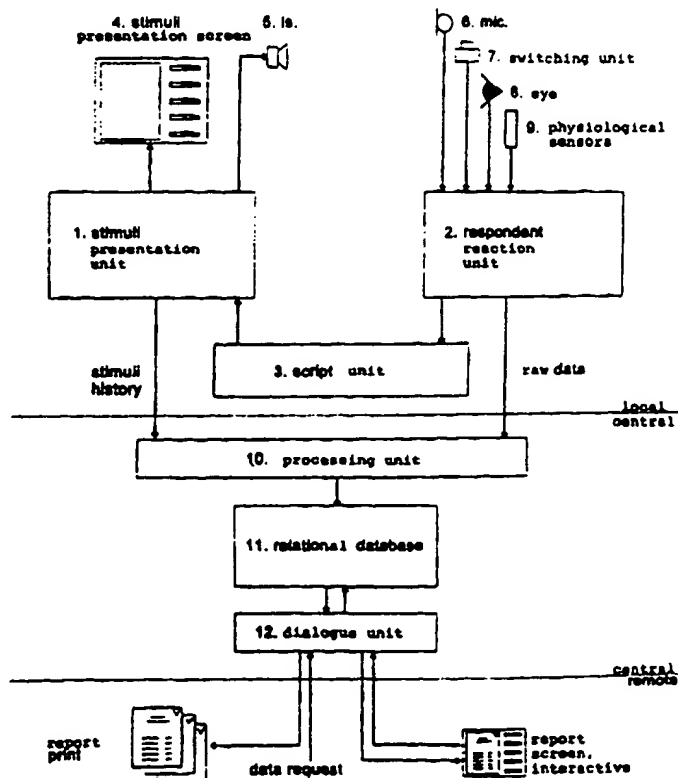 4. stimuli
presentation screen
5. ls.
6. mic.
7. switching unit
8. eye
9. physiological
sensors
1. stimuli
presentation
unit
2. respondent
reaction
unit
stimuli
history
3. script unit
raw data
local
central
10. processing unit
11. relational database
12. dialogus unit
central
remote
report
print
data request
report
screen,
interactive